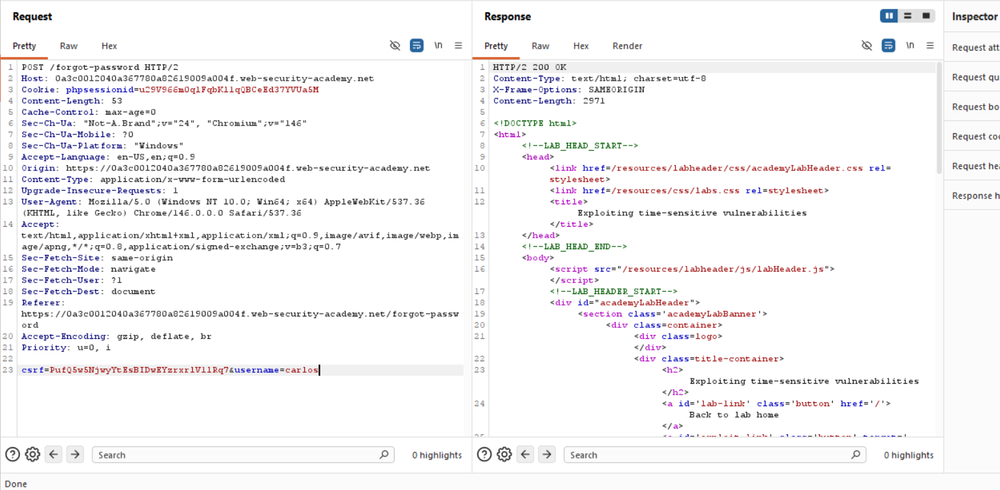 Request
Pretty Raw Hex \n
1 POST /forgot-password HTTP/2
2 Host: 0a3c0012040a367780a82619009a004f.web-security-academy.net
3 Cookie: phpsessionid=u29V966m0qlFqbKllqQBCeEd37YVUa5M
4 Content-Length: 53
5 Cache-Control: max-age=0
6 Sec-Ch-Ua: "Not-A.Brand";v="24", "Chromium";v="146"
7 Sec-Ch-Ua-Mobile: ?0
8 Sec-Ch-Ua-Platform: "Windows"
9 Accept-Language: en-US,en;q=0.9
10 Origin: https://0a3c0012040a367780a82619009a004f.web-security-academy.net
11 Content-Type: application/x-www-form-urlencoded
12 Upgrade-Insecure-Requests: 1
13 User-Agent: Mozilla/5.0 (Windows NT 10.0; Win64; x64) AppleWebKit/537.36
(KHTML, like Gecko) Chrome/146.0.0.0 Safari/537.36
14 Accept:
text/html,application/xhtml+xml,application/xml;q=0.9,image/avif,image/webp,im
age/apng,*/*;q=0.8,application/signed-exchange;v=b3;q=0.7
15 Sec-Fetch-Site: same-origin
16 Sec-Fetch-Mode: navigate
17 Sec-Fetch-User: ?1
18 Sec-Fetch-Dest: document
19 Referer:
https://0a3c0012040a367780a82619009a004f.web-security-academy.net/forgot-passw
ord
20 Accept-Encoding: gzip, deflate, br
21 Priority: u=0, i
22
23 csrf=PufQ5w5NjwyYtEsBIDwEYzrxrlVllRq7&username=carlos
Search
0 highlights
Response
Pretty Raw Hex Render \n
1 HTTP/2 200 OK
2 Content-Type: text/html; charset=utf-8
3 X-Frame-Options: SAMEORIGIN
4 Content-Length: 2971
5
6 <!DOCTYPE html>
7 <html>
8 <!--LAB_HEAD_START-->
9 <head>
10 <link href=/resources/labheader/css/academyLabHeader.css rel=
stylesheet>
11 <link href=/resources/css/labs.css rel=stylesheet>
12 <title>
Exploiting time-sensitive vulnerabilities
</title>
13 </head>
14 <!--LAB_HEAD_END-->
15 <body>
16 <script src="/resources/labheader/js/labHeader.js">
</script>
17 <!--LAB_HEADER_START-->
18 <div id="academyLabHeader">
19 <section class='academyLabBanner'>
20 <div class=container>
21 <div class=logo>
</div>
22 <div class=title-container>
23 <h2>
Exploiting time-sensitive vulnerabilities
</h2>
24 <a id='lab-link' class='button' href='/'>
Back to lab home
</a>
Search
0 highlights
Inspector
Request att
Request qu
Request bo
Request coo
Request hea
Response h
Done